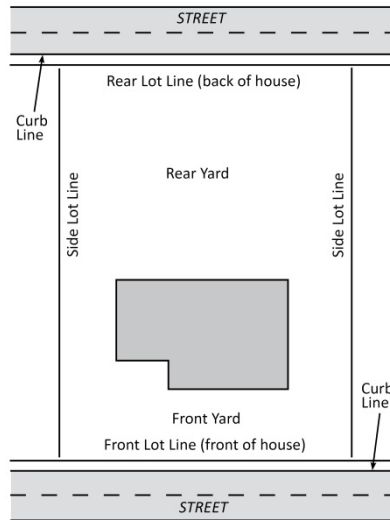 STREET
Rear Lot Line (back of house)
Curb
Line
Rear Yard
Side Lot Line
Side Lot Line
Curb
Line
Front Yard
Front Lot Line (front of house)
STREET